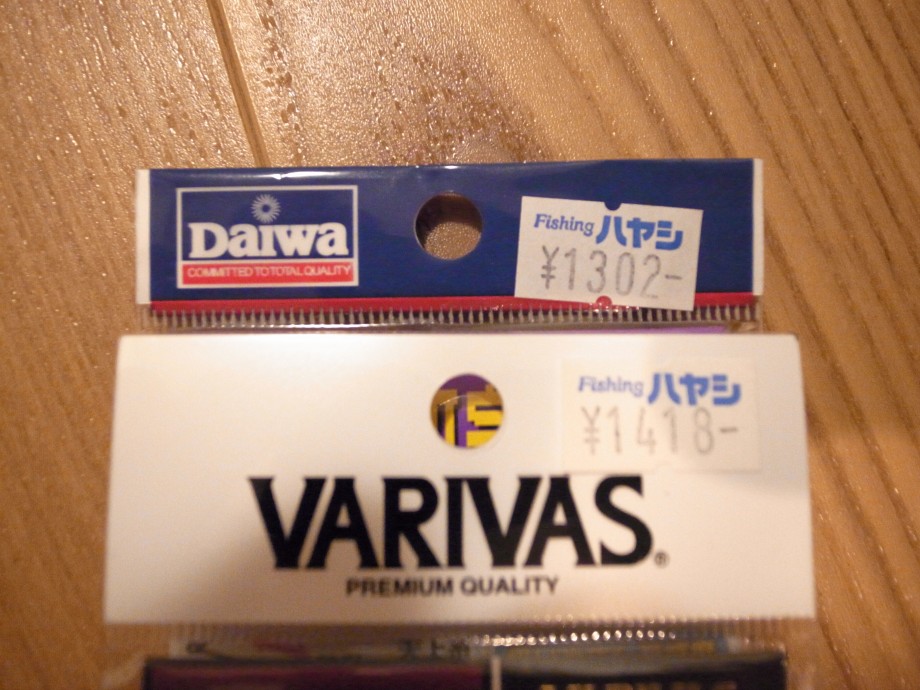 Daiwa
COMMITTED TO TOTAL QUALITY
Fishing ハヤシ
¥1302-
Fishing ハヤシ
¥1418-
VARIVAS®
PREMIUM QUALITY